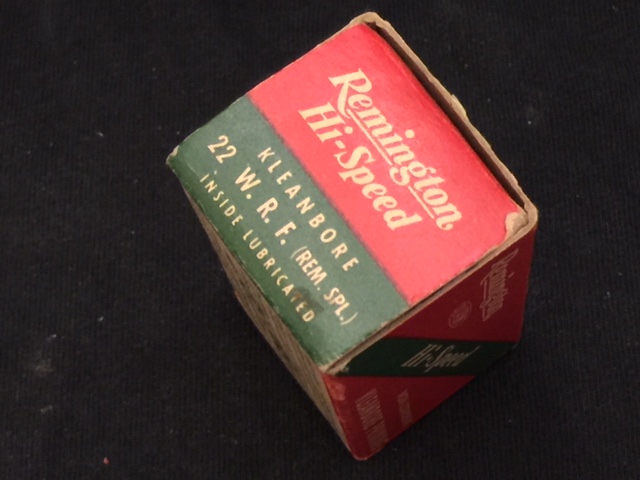 Remington
Hi-Speed
KLEANBORE
22 W. R. F. (REM. SPL.)
INSIDE LUBRICATED
Remington
Hi-Speed